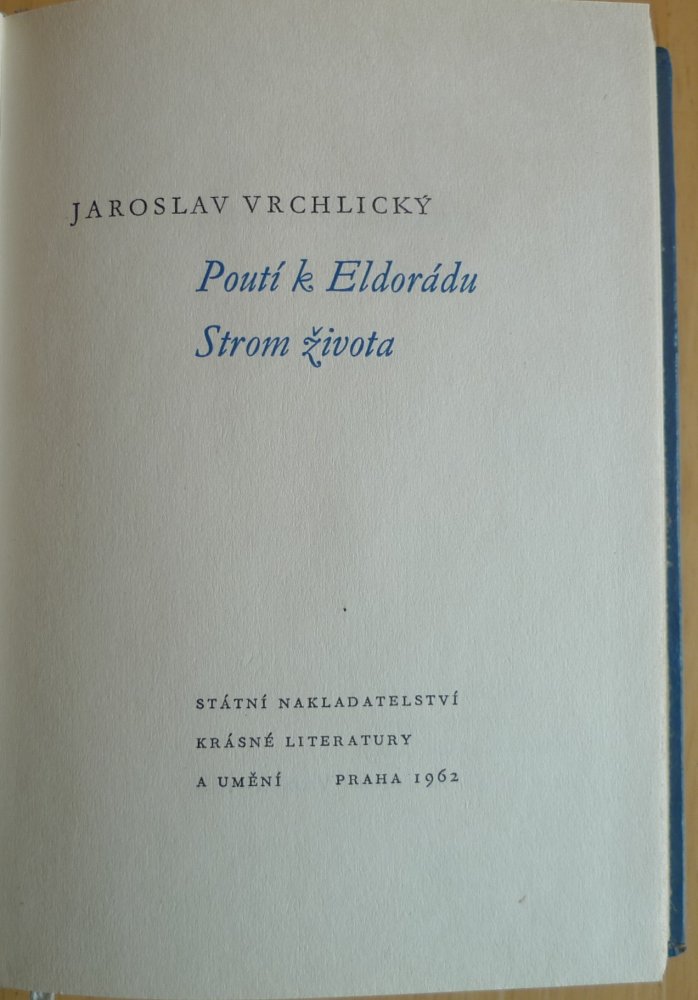 JAROSLAV VRCHLICKÝ
Poutí k Eldorádu
Strom života
STÁTNÍ NAKLADATELSTVÍ
KRÁSNÉ LITERATURY
A UMĚNÍ PRAHA 1962